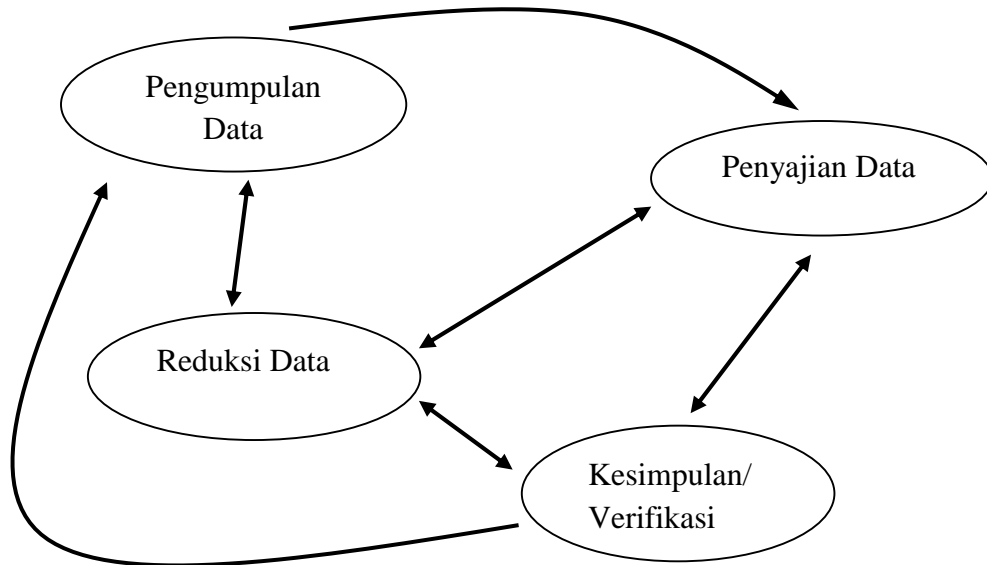 Pengumpulan
Data
Penyajian Data
Reduksi Data
Kesimpulan/
Verifikasi